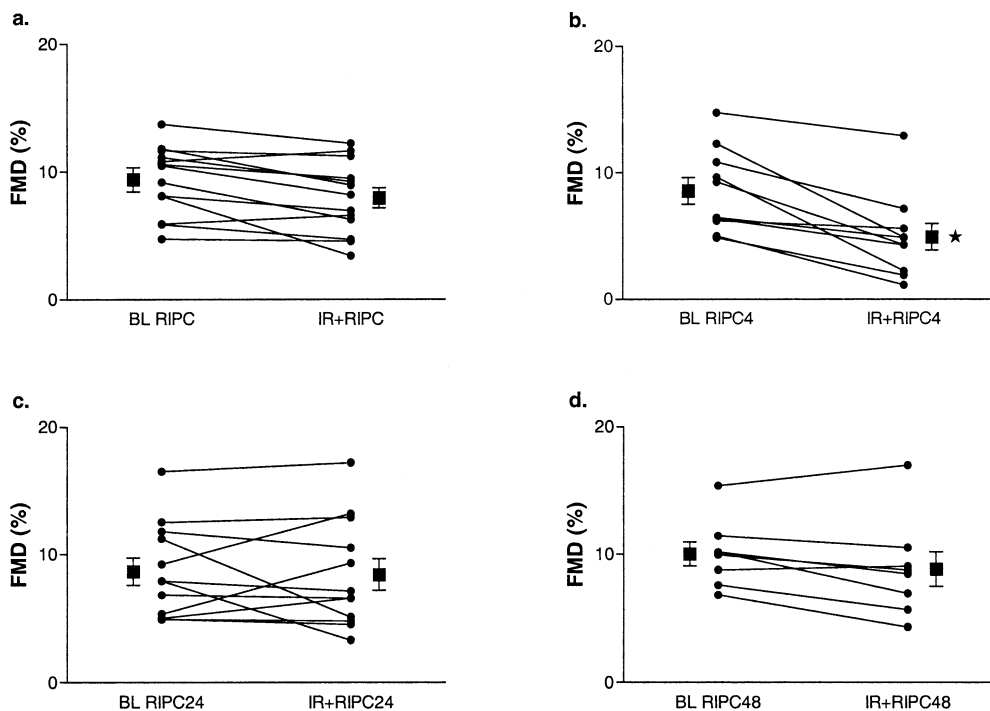 a.
20
10
0
FMD (%)
BL RIPC
IR+RIPC
b.
20
10
0
FMD (%)
BL RIPC4
IR+RIPC4
★
c.
20
10
0
FMD (%)
BL RIPC24
IR+RIPC24
d.
20
10
0
FMD (%)
BL RIPC48
IR+RIPC48